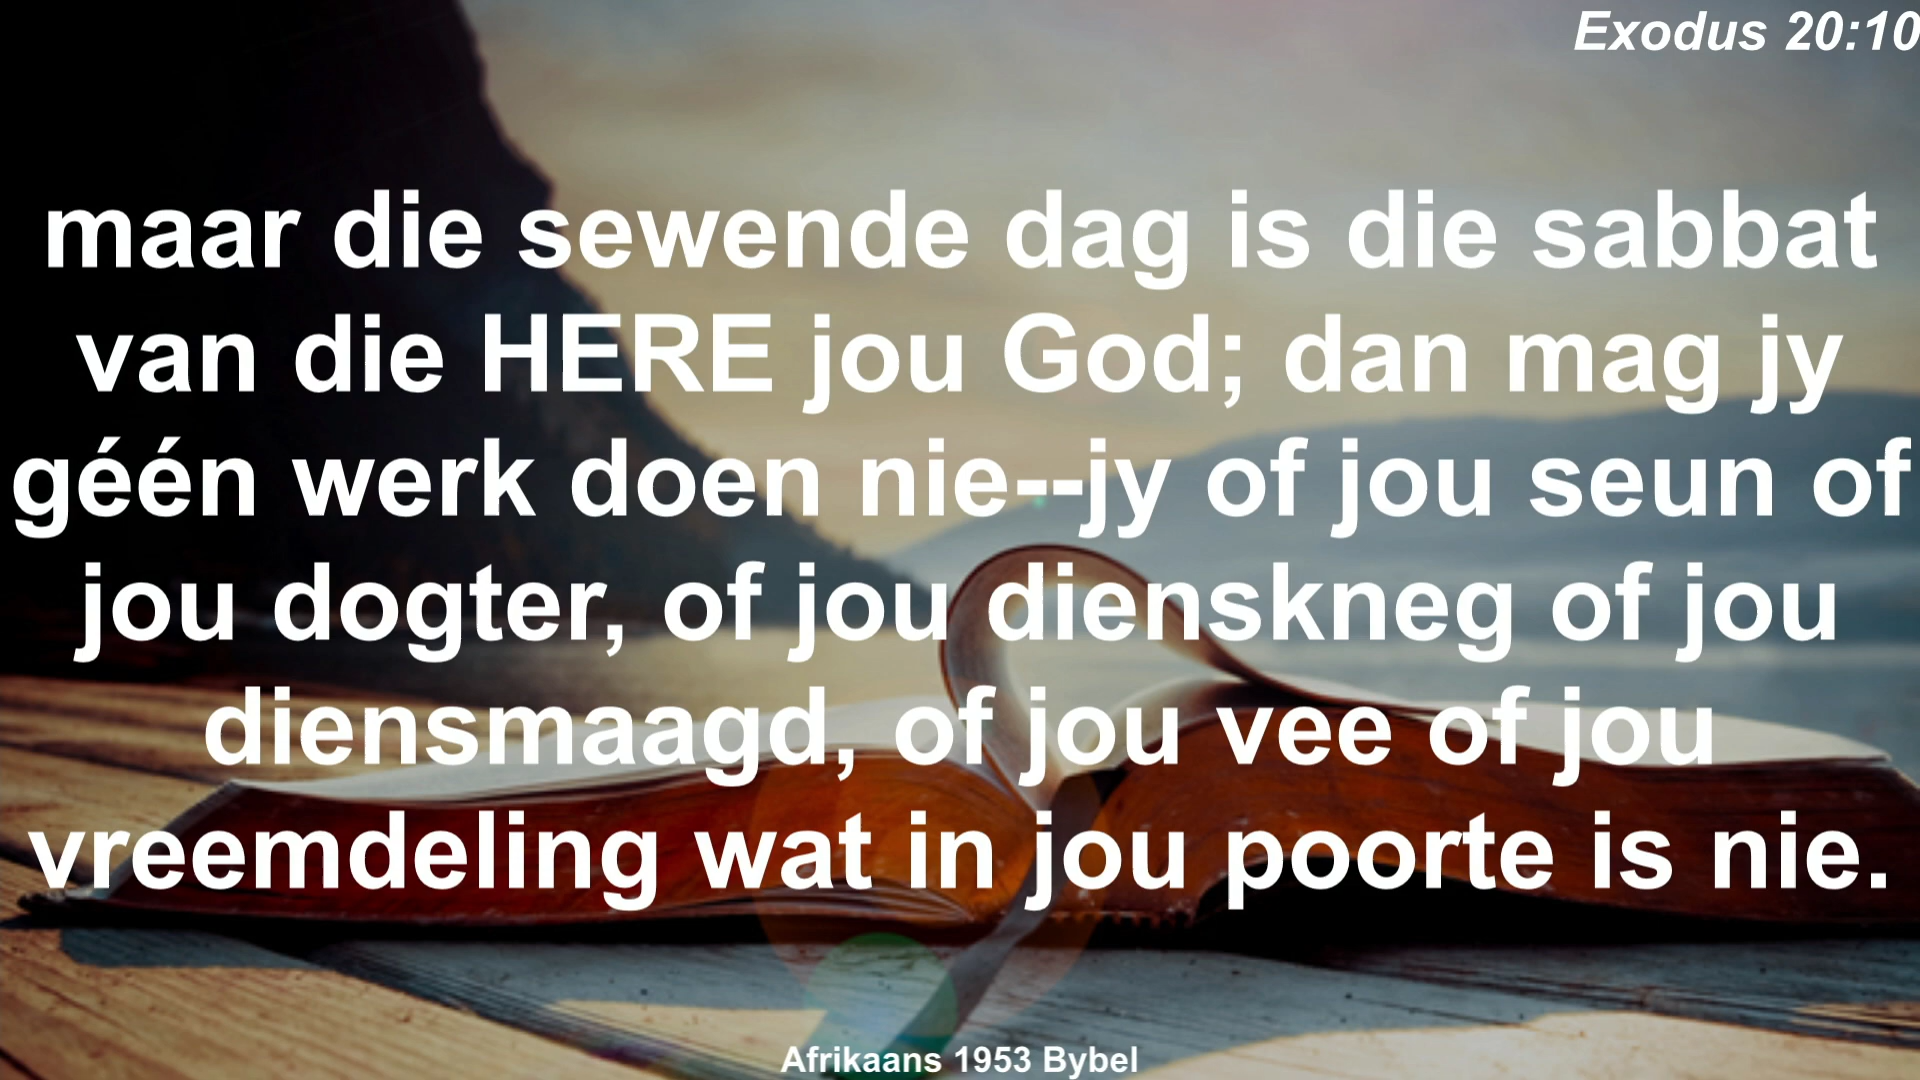 Exodus 20:10
maar die sewende dag is die sabbat
van die HERE jou God; dan mag jy
géén werk doen nie--jy of jou seun of
jou dogter, of jou dienskneg of jou
diensmaagd, of jou vee of jou
vreemdeling wat in jou poorte is nie.
Afrikaans 1953 Bybel